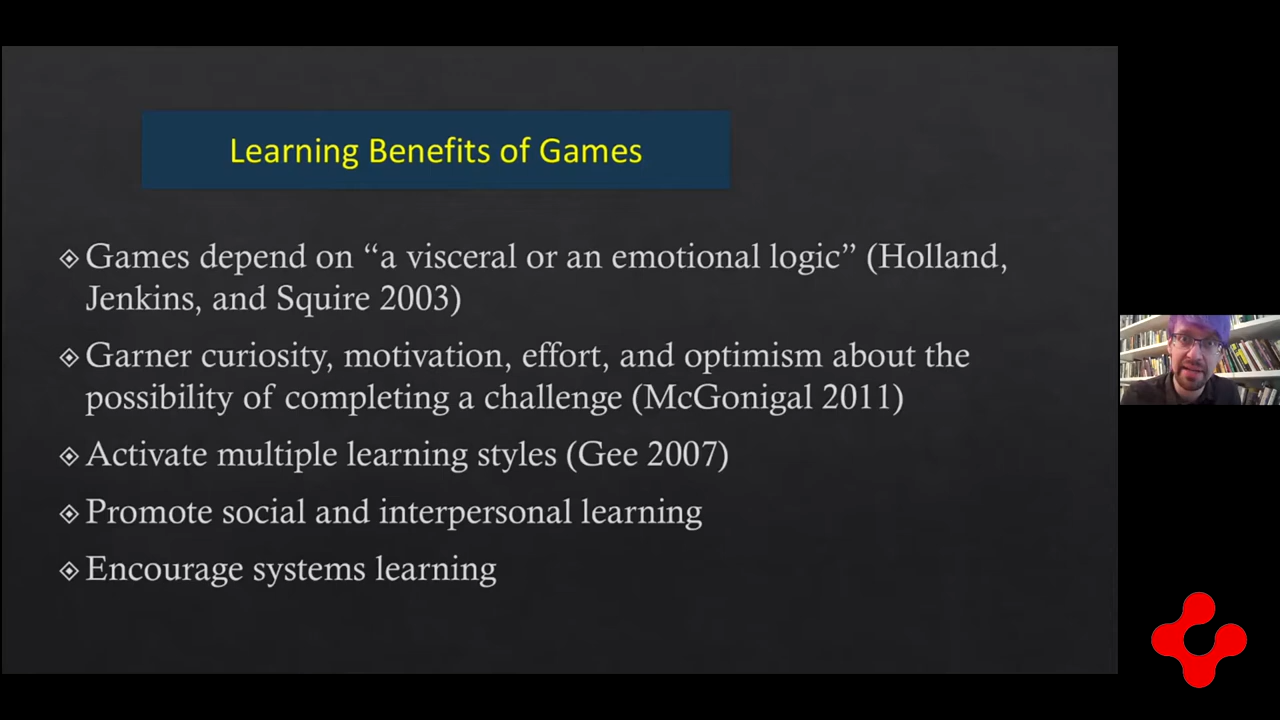 Learning Benefits of Games
Games depend on “a visceral or an emotional logic” (Holland,
Jenkins, and Squire 2003)
Garner curiosity, motivation, effort, and optimism about the
possibility of completing a challenge (McGonigal 2011)
Activate multiple learning styles (Gee 2007)
Promote social and interpersonal learning
Encourage systems learning